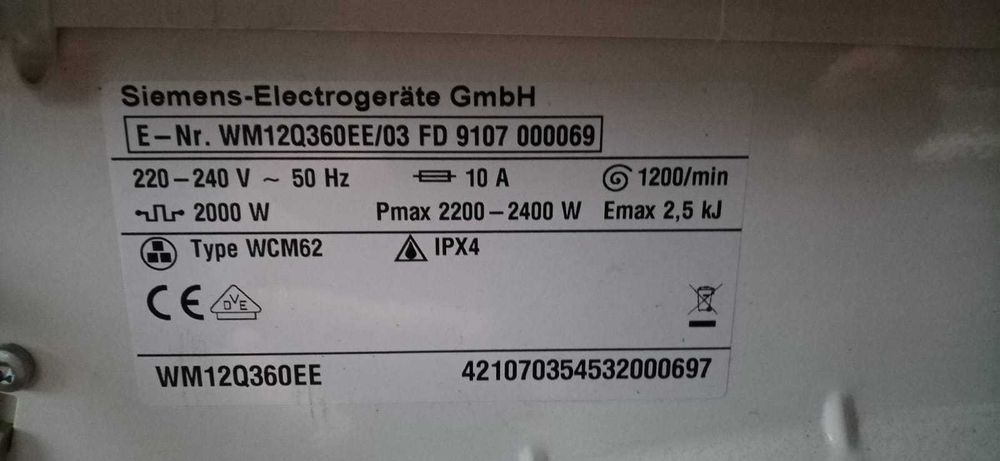 Siemens-Electrogeräte GmbH
E-Nr. WM12Q360EE/03 FD 9107 000069
220-240 V ~ 50 Hz 10 A 1200/min
2000 W Pmax 2200-2400 W Emax 2,5 kJ
Type WCM62 IPX4
CE DVE
WM12Q360EE 421070354532000697